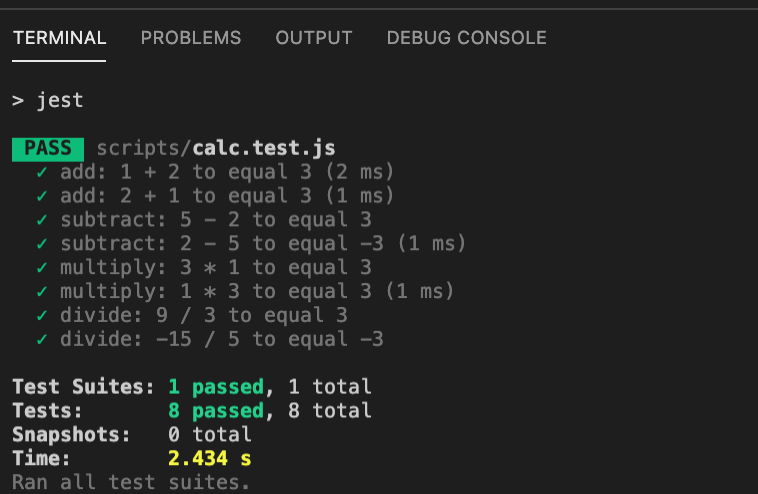 TERMINAL PROBLEMS OUTPUT DEBUG CONSOLE
> jest
PASS scripts/calc.test.js
✓ add: 1 + 2 to equal 3 (2 ms)
✓ add: 2 + 1 to equal 3 (1 ms)
✓ subtract: 5 - 2 to equal 3
✓ subtract: 2 - 5 to equal -3 (1 ms)
✓ multiply: 3 * 1 to equal 3
✓ multiply: 1 * 3 to equal 3 (1 ms)
✓ divide: 9 / 3 to equal 3
✓ divide: -15 / 5 to equal -3
Test Suites: 1 passed, 1 total
Tests: 8 passed, 8 total
Snapshots: 0 total
Time: 2.434 s
Ran all test suites.